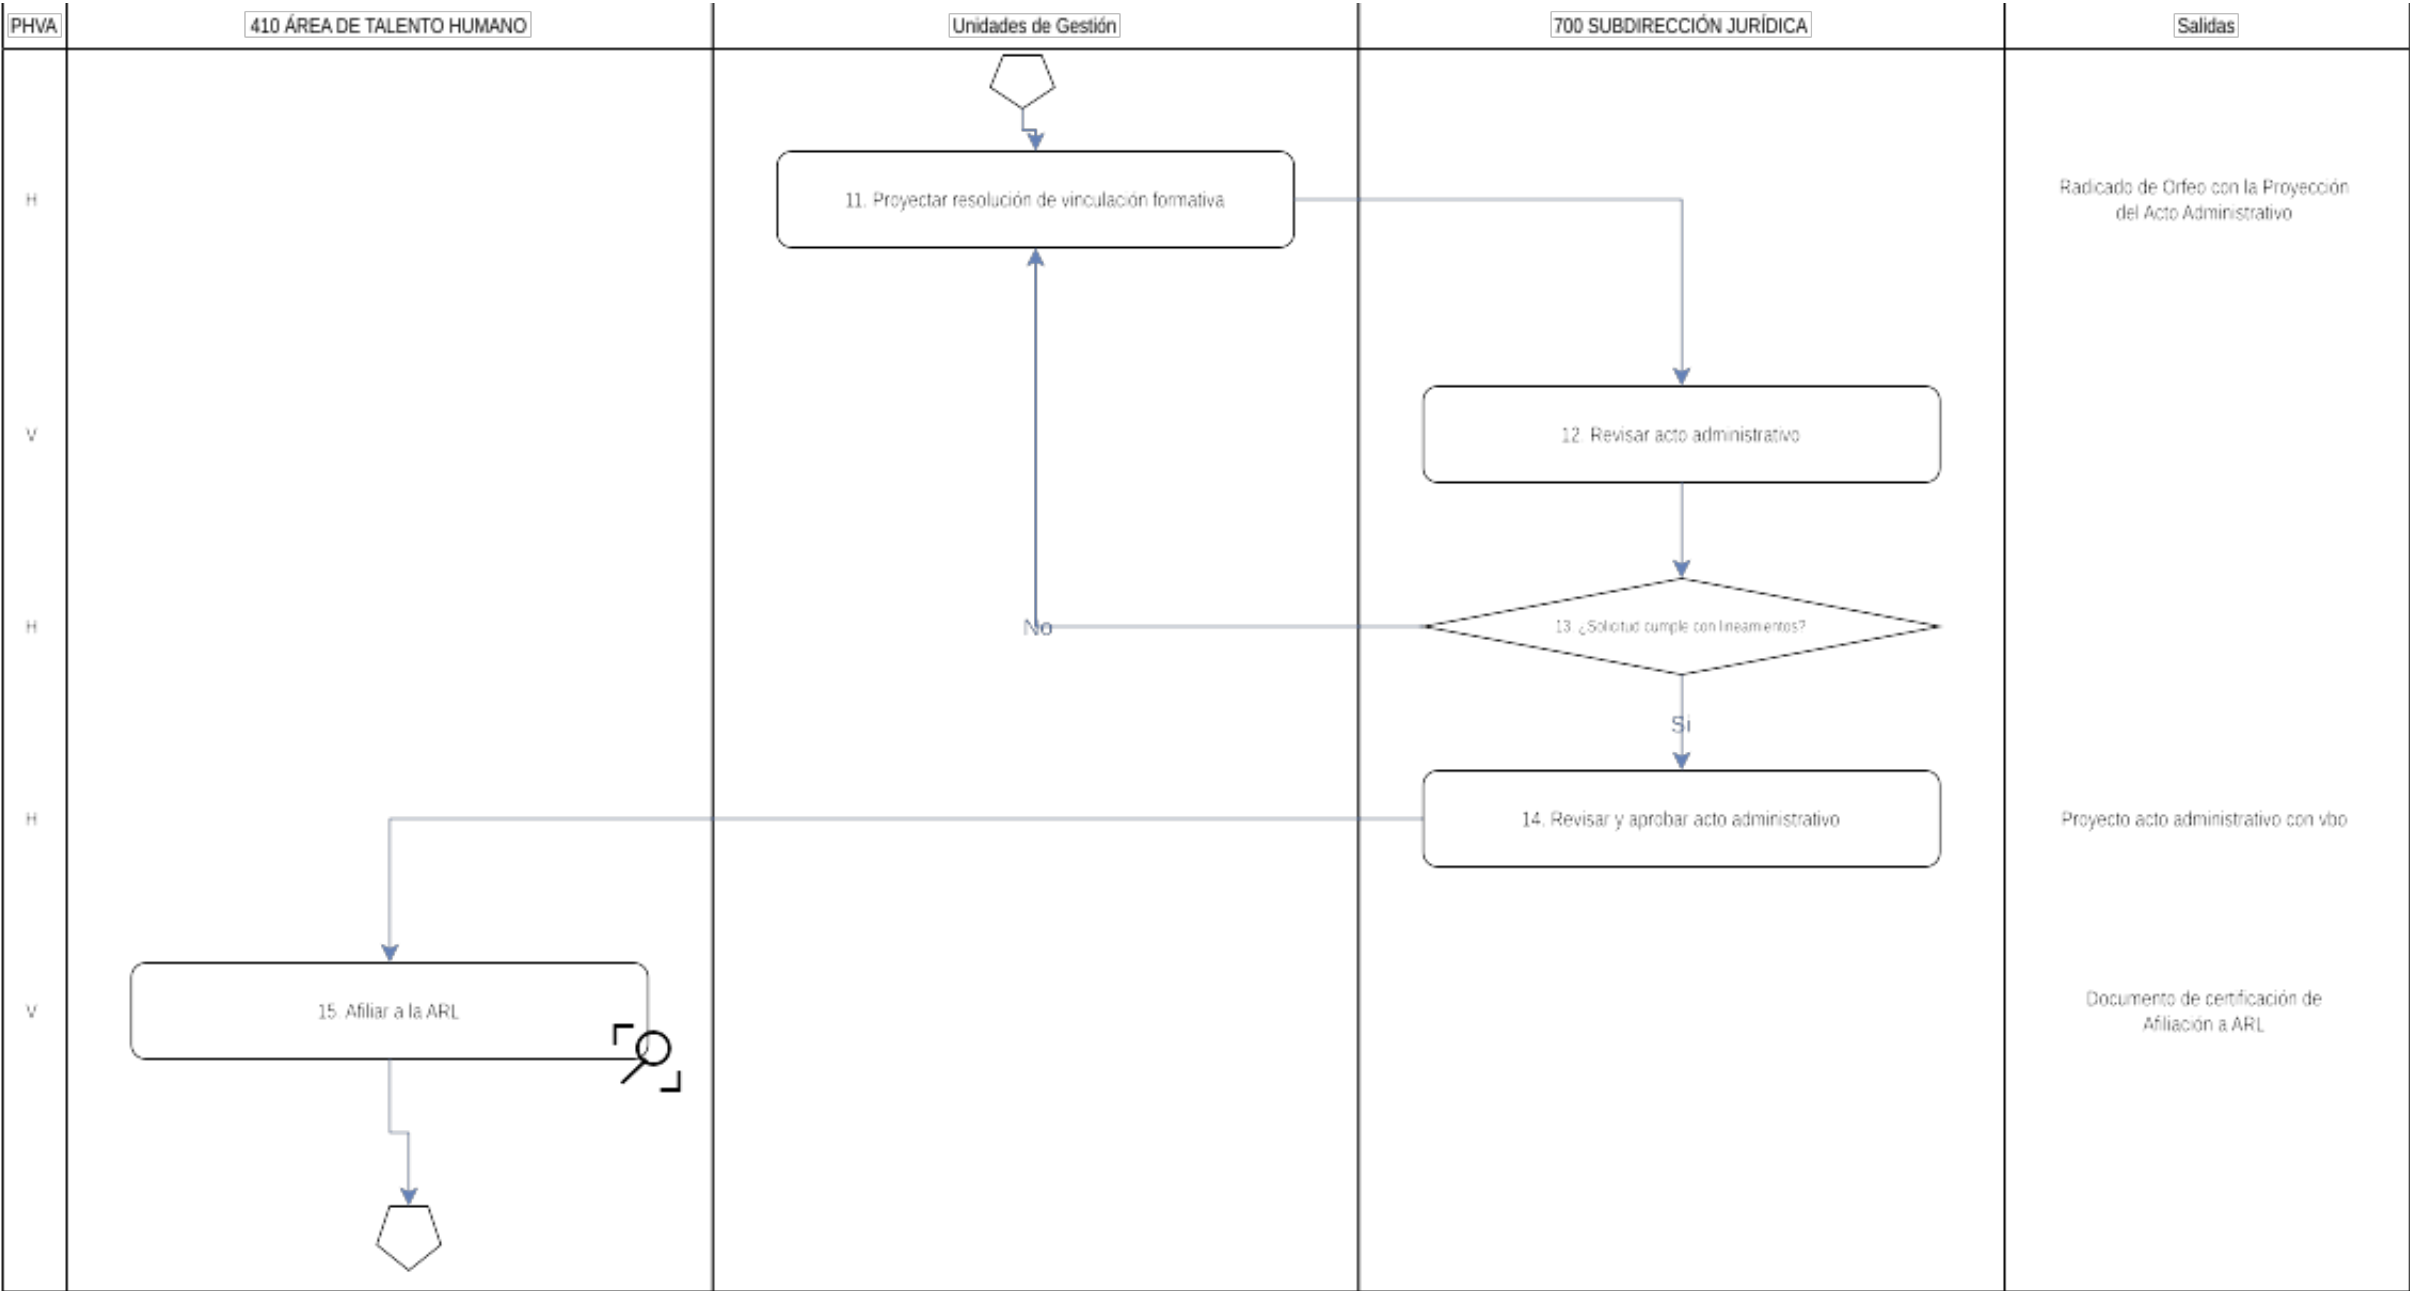 PHVA
410 ÁREA DE TALENTO HUMANO
Unidades de Gestión
700 SUBDIRECCIÓN JURÍDICA
Salidas
H
11. Proyectar resolución de vinculación formativa
Radicado de Orfeo con la Proyección
del Acto Administrativo
V
12. Revisar acto administrativo
H
No
13. ¿Solicitud cumple con lineamientos?
Si
H
14. Revisar y aprobar acto administrativo
Proyecto acto administrativo con vbo
V
15. Afiliar a la ARL
Documento de certificación de
Afiliación a ARL